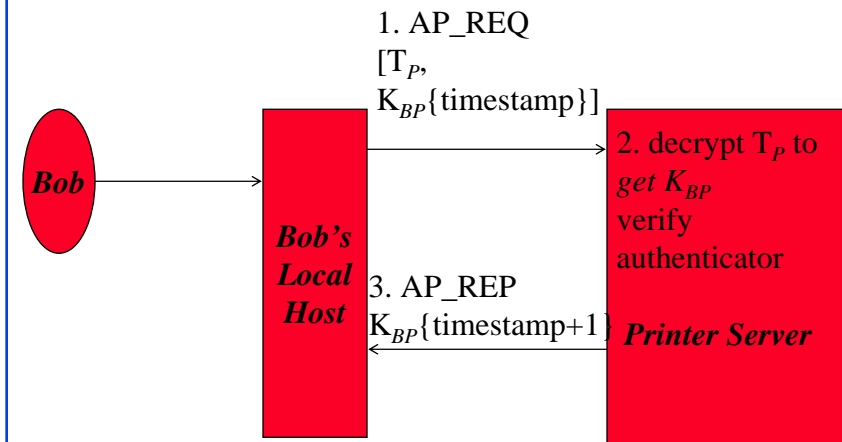 1. AP_REQ
[T_P,
K_BP{timestamp}]
Bob
Bob's
Local
Host
2. decrypt T_P to
get K_BP
verify
authenticator
3. AP_REP
K_BP{timestamp+1}
Printer Server